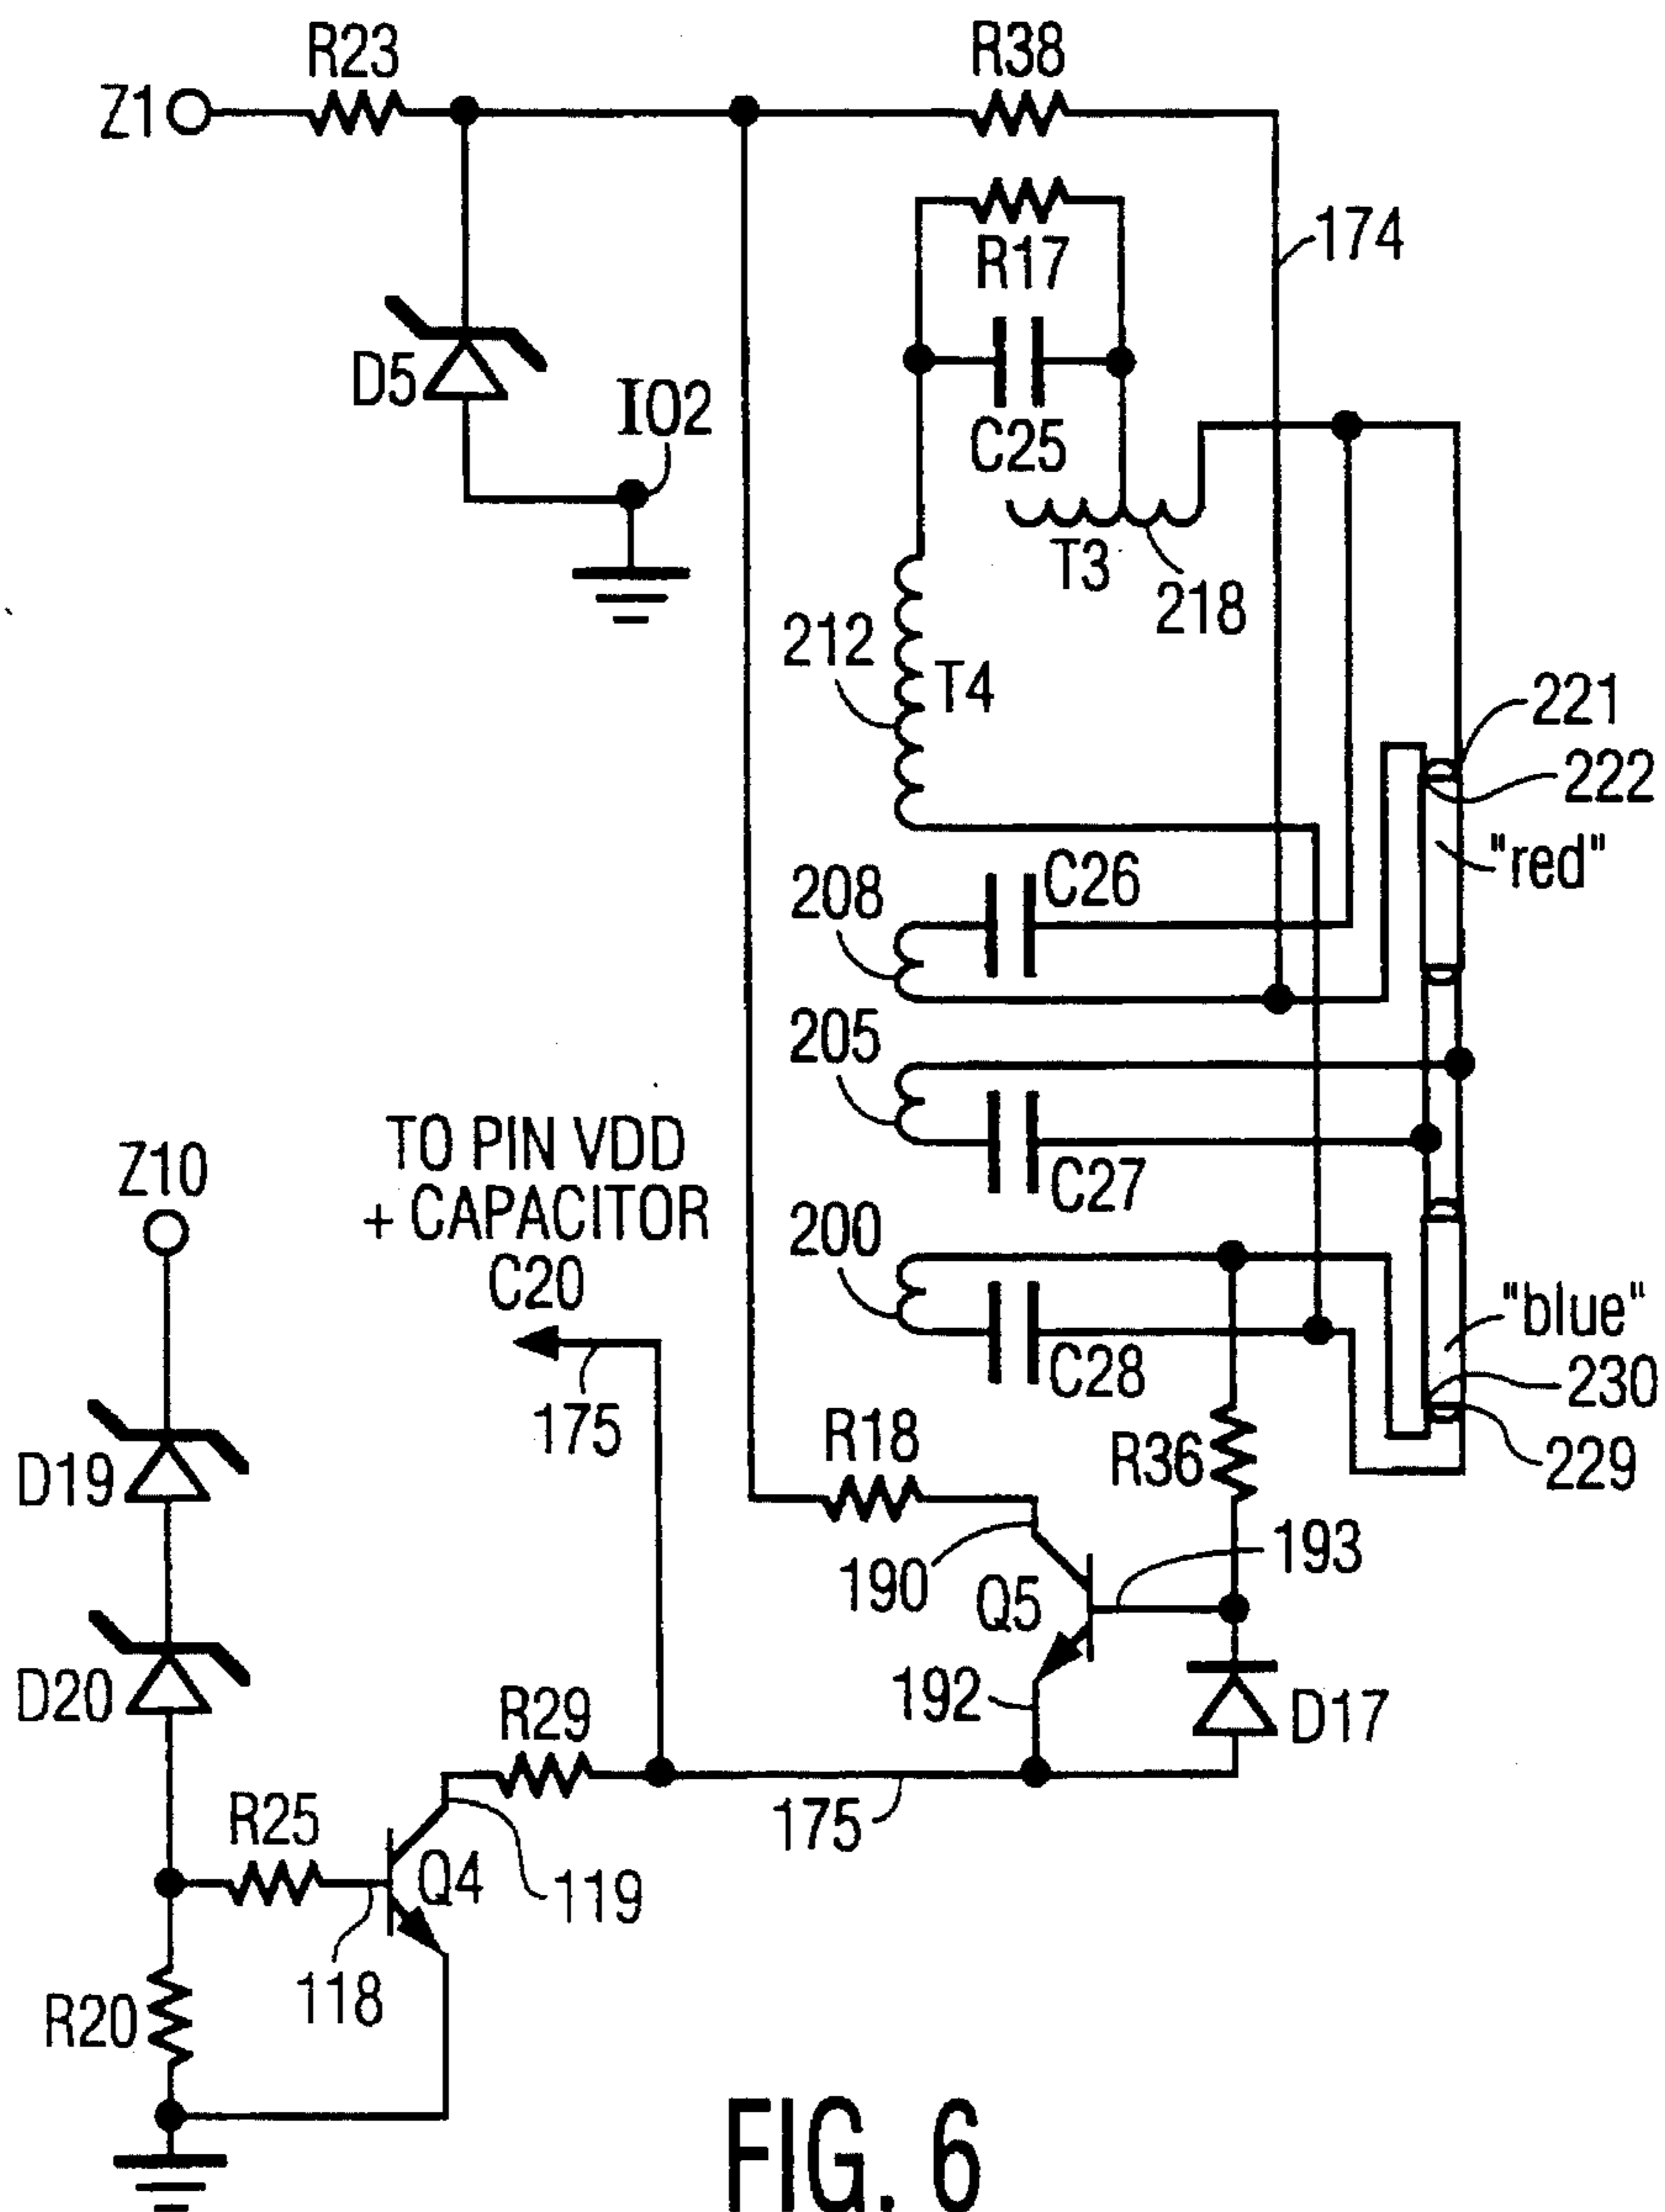 R23
R38
Z1
174
R17
D5
IO2
C25
T3
218
212
T4
221
222
"red"
C26
208
205
TO PIN VDD
+ CAPACITOR
C20
Z10
C27
200
"blue"
C28
230
175
R18
R36
229
D19
193
190
Q5
D20
192
D17
R29
175
R25
Q4
119
118
R20
FIG. 6